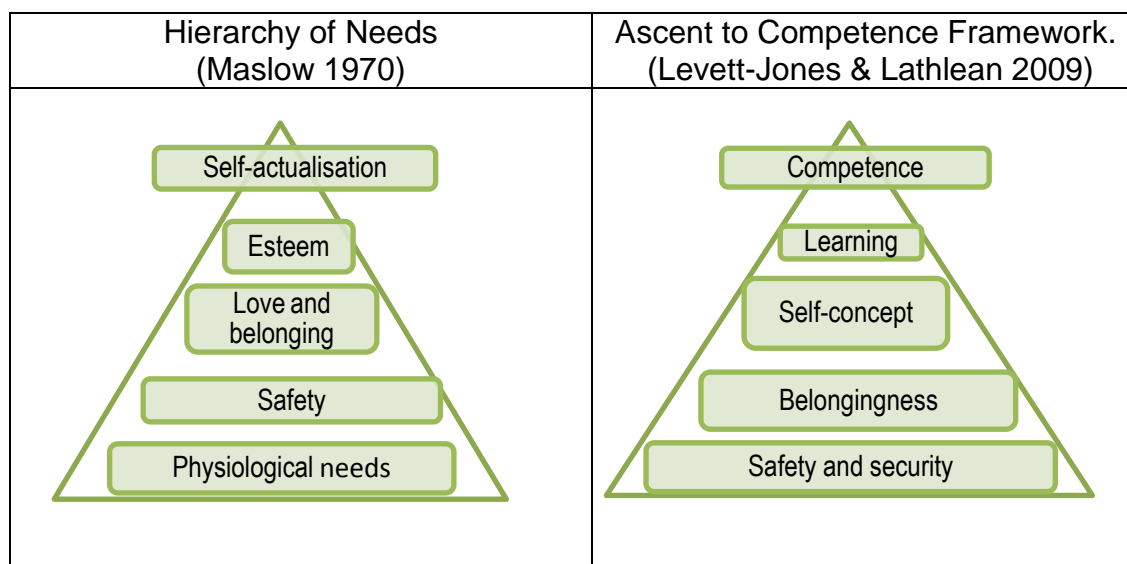 Hierarchy of Needs
(Maslow 1970)
Self-actualisation
Esteem
Love and
belonging
Safety
Physiological needs
Ascent to Competence Framework.
(Levett-Jones & Lathlean 2009)
Competence
Learning
Self-concept
Belongingness
Safety and security